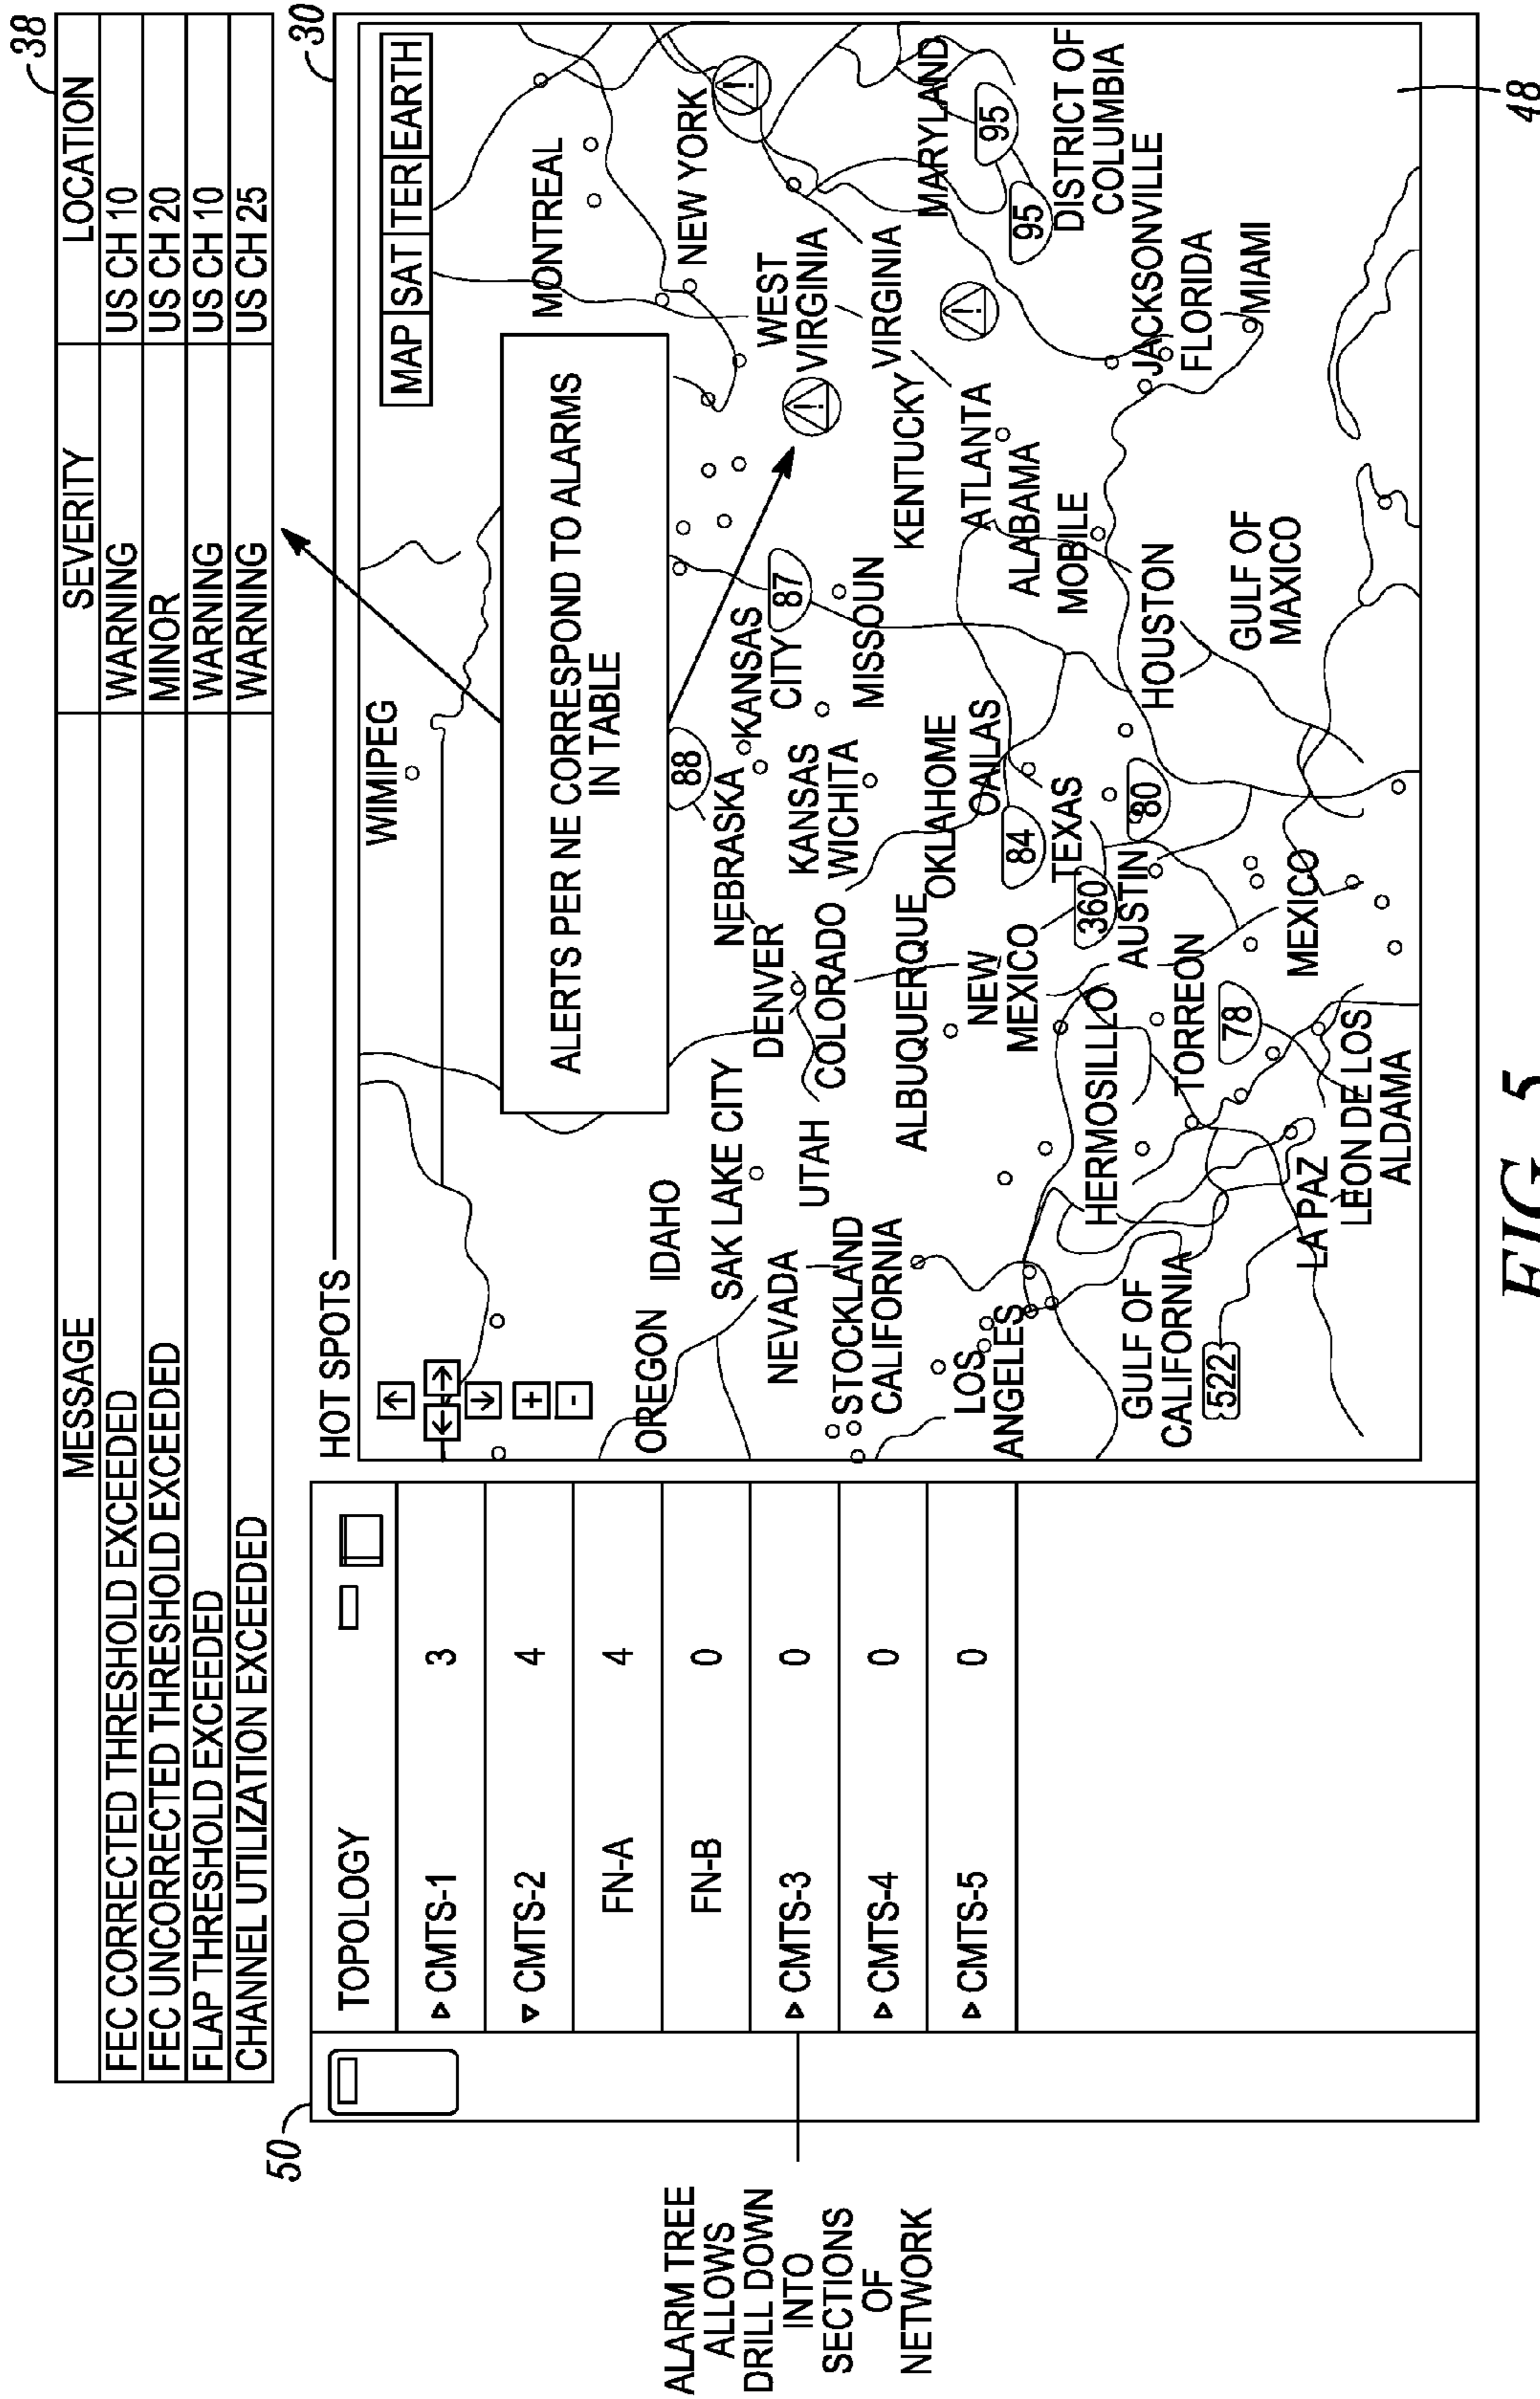 38
MESSAGE SEVERITY LOCATION
FEC CORRECTED THRESHOLD EXCEEDED WARNING US CH 10
FEC UNCORRECTED THRESHOLD EXCEEDED MINOR US CH 20
FLAP THRESHOLD EXCEEDED WARNING US CH 10
CHANNEL UTILIZATION EXCEEDED WARNING US CH 25
50
30
TOPOLOGY
CMTS-1 3
CMTS-2 4
FN-A 4
FN-B 0
CMTS-3 0
CMTS-4 0
CMTS-5 0
ALARM TREE
ALLOWS
DRILL DOWN
INTO
SECTIONS
OF
NETWORK
HOT SPOTS
MAP SAT TER EARTH
+
-
WIMIPEG
ALERTS PER NE CORRESPOND TO ALARMS
IN TABLE
MONTREAL
OREGON
IDAHO
88
NEW YORK
SAK LAKE CITY
NEBRASKA
KANSAS
CITY
87
WEST
VIRGINIA
NEVADA
UTAH
DENVER
COLORADO
KANSAS
WICHITA
MISSOUN
STOCKLAND
CALIFORNIA
VIRGINIA
KENTUCKY
MARYLAND
95
95
ALBUQUERQUE
OKLAHOME
LOS
ANGELES
NEW
MEXICO
OAILAS
84
ATLANTA
ALABAMA
MOBILE
DISTRICT OF
COLUMBIA
TEXAS
360
AUSTIN
80
HERMOSILLO
GULF OF
CALIFORNIA
522
TORREON
78
HOUSTON
JACKSONVILLE
FLORIDA
MIAMI
GULF OF
MAXICO
MEXICO
LA PAZ
LEON DE LOS
ALDAMA
48
FIG. 5